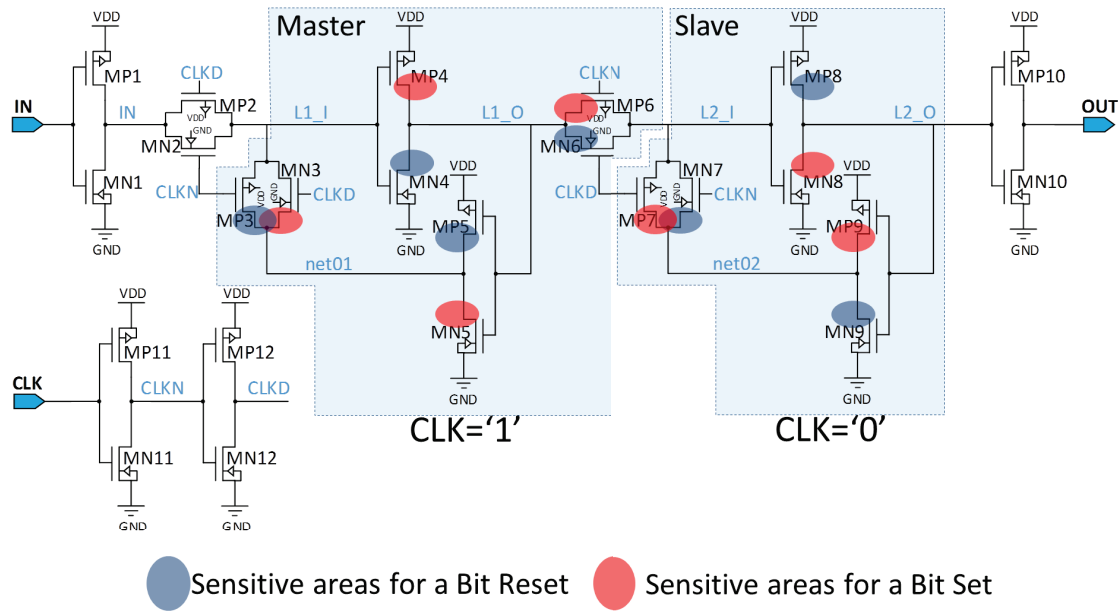 Master
Slave
VDD
VDD
VDD
VDD
MP1
CLKD
MP4
CLKN
MP8
MP10
IN
IN
MP2
L1_I
L1_O
MP6
L2_I
L2_O
OUT
VDD
GND
VDD
GND
MN2
MN6
MN1
MN3
MN4
VDD
MN7
MN8
VDD
MN10
CLKN
CLKD
CLKD
CLKN
VDD
GND
VDD
GND
MP3
MP5
MP7
MP9
GND
GND
GND
GND
net01
net02
VDD
VDD
MN5
MN9
MP11
MP12
CLK
CLKN
CLKD
GND
GND
CLK='1'
CLK='0'
MN11
MN12
GND
GND
Sensitive areas for a Bit Reset
Sensitive areas for a Bit Set